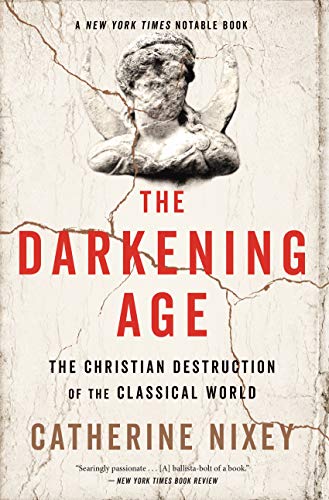 A NEW YORK TIMES NOTABLE BOOK
THE
DARKENING
AGE
THE CHRISTIAN DESTRUCTION
OF THE CLASSICAL WORLD
CATHERINE NIXEY
"Searingly passionate . . . [A] ballista-bolt of a book."
— NEW YORK TIMES BOOK REVIEW